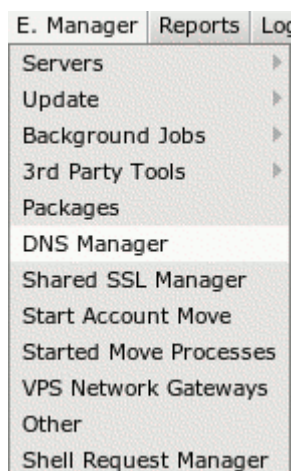 E. Manager Reports Log
Servers
Update
Background Jobs
3rd Party Tools
Packages
DNS Manager
Shared SSL Manager
Start Account Move
Started Move Processes
VPS Network Gateways
Other
Shell Request Manager